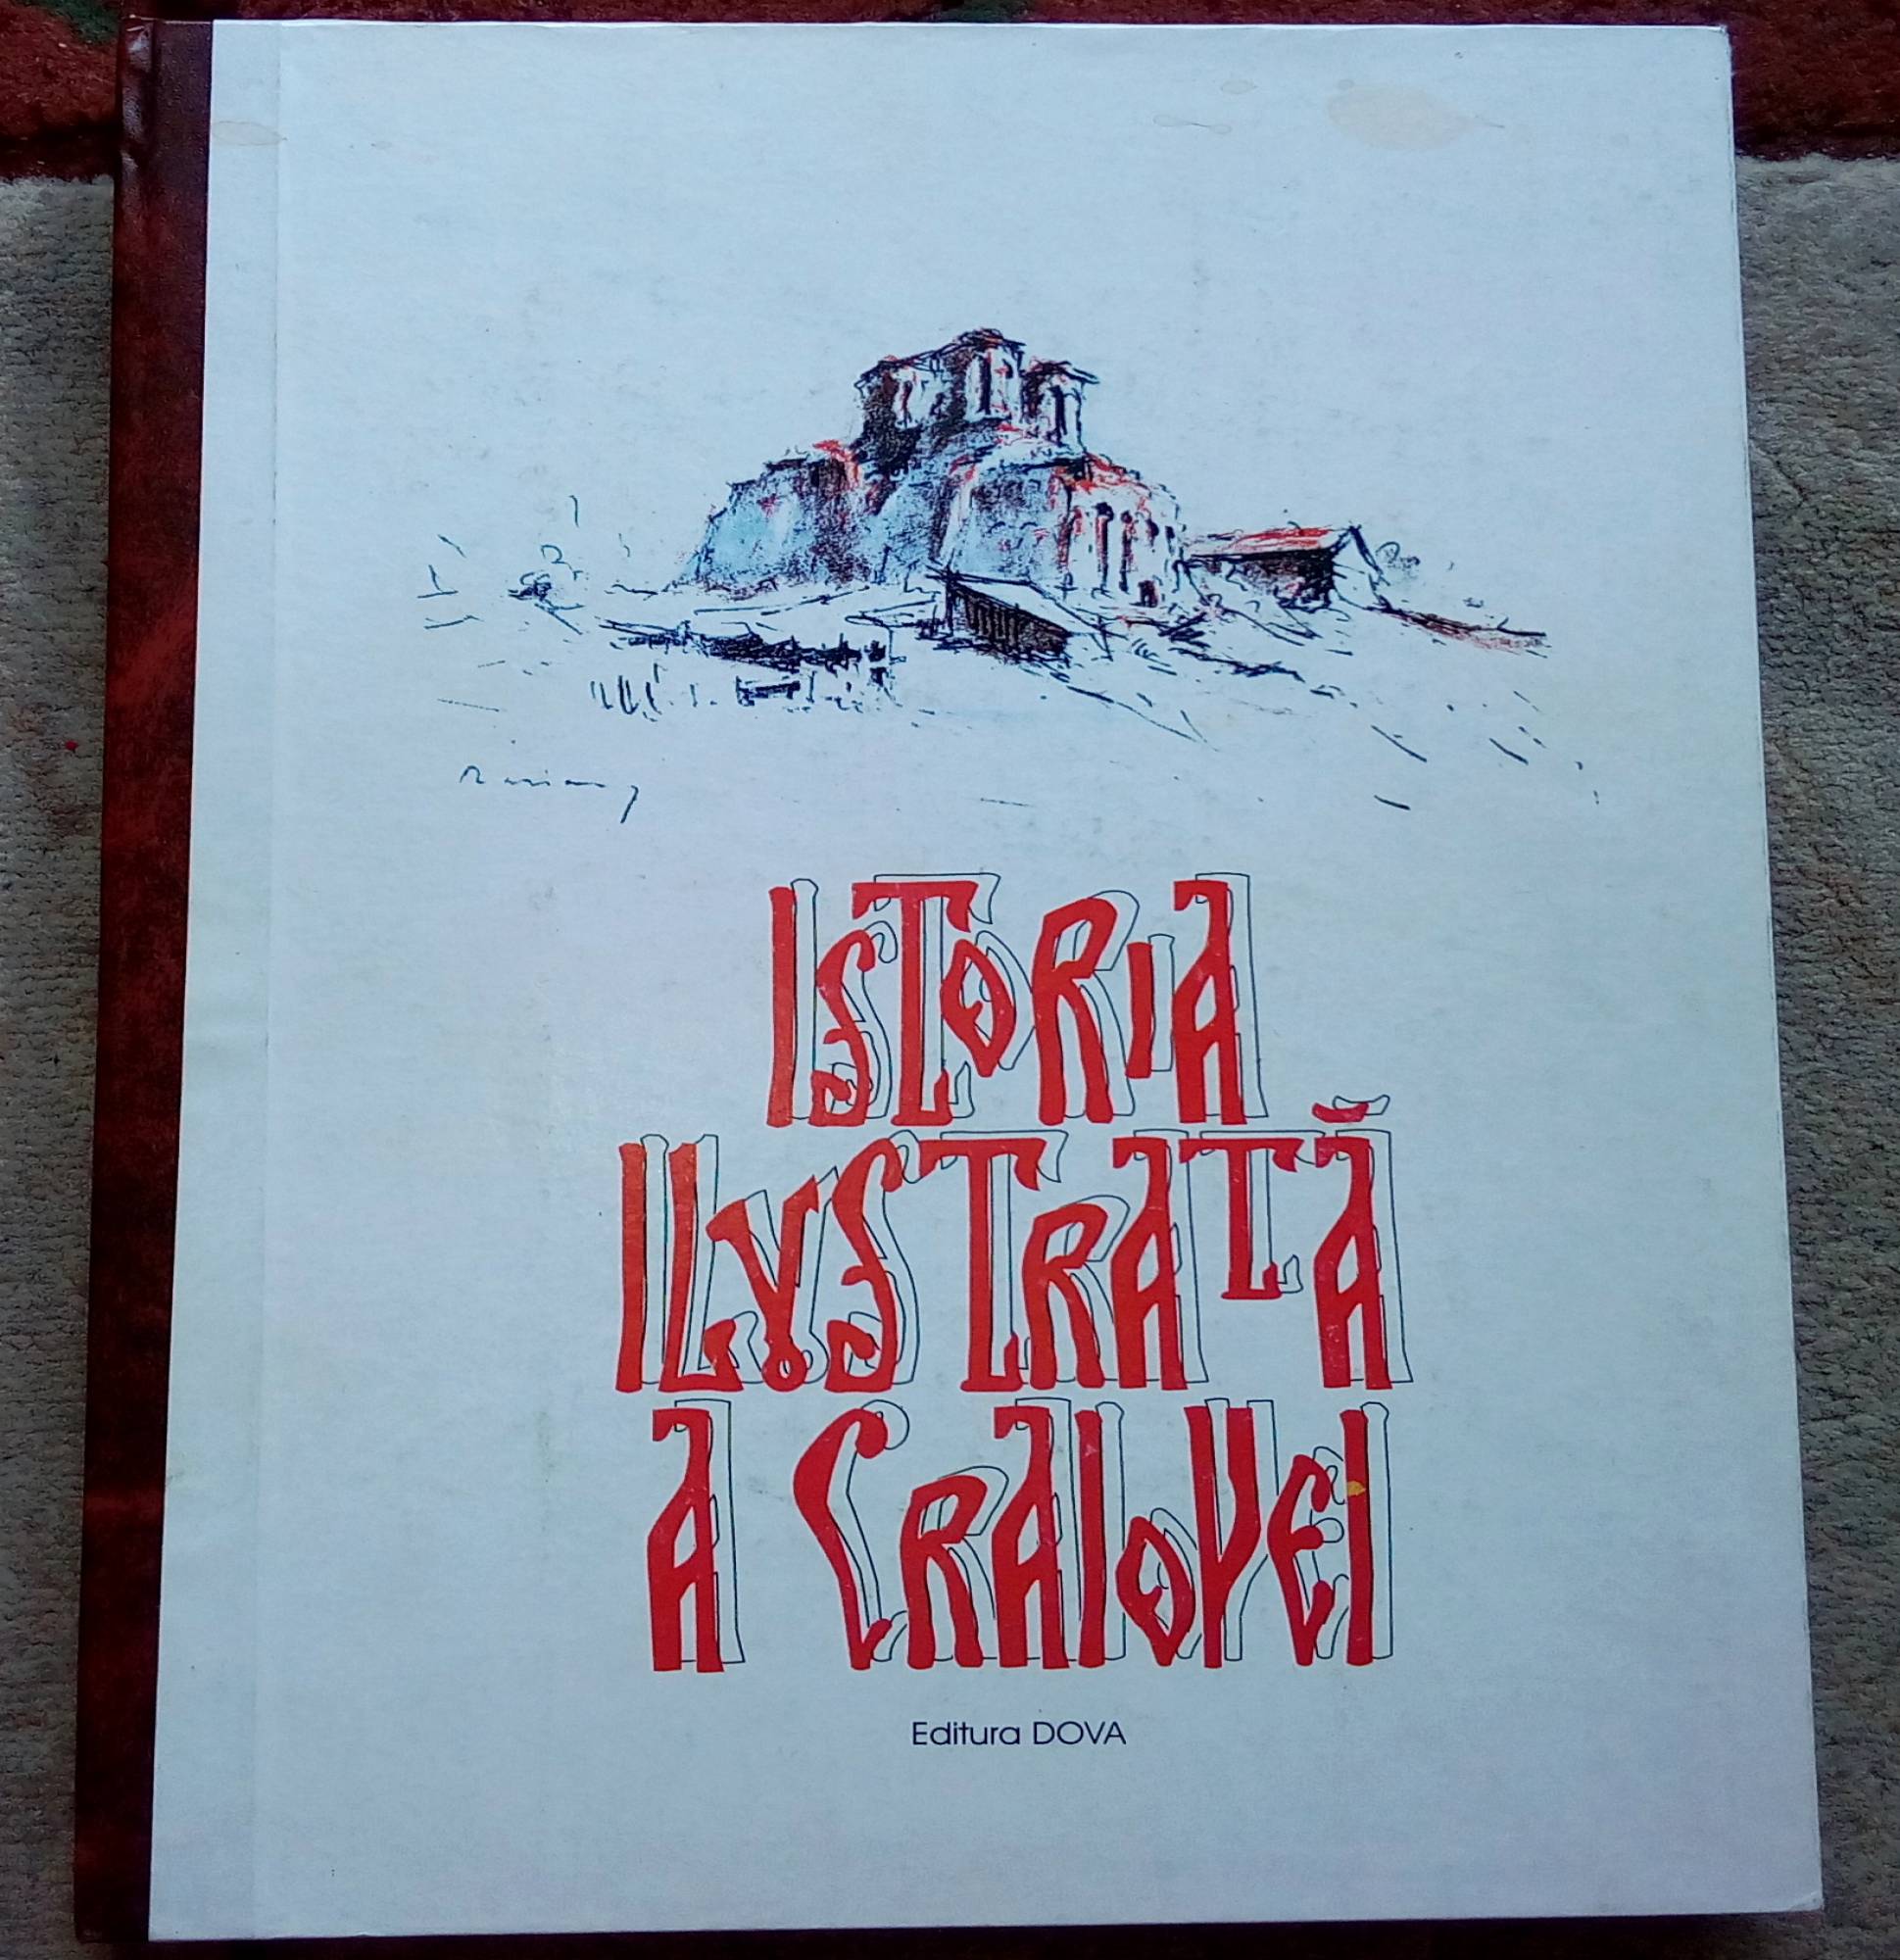 ISTORIA
ILUSTRATĂ
A CRAIOVEI
Editura DOVA